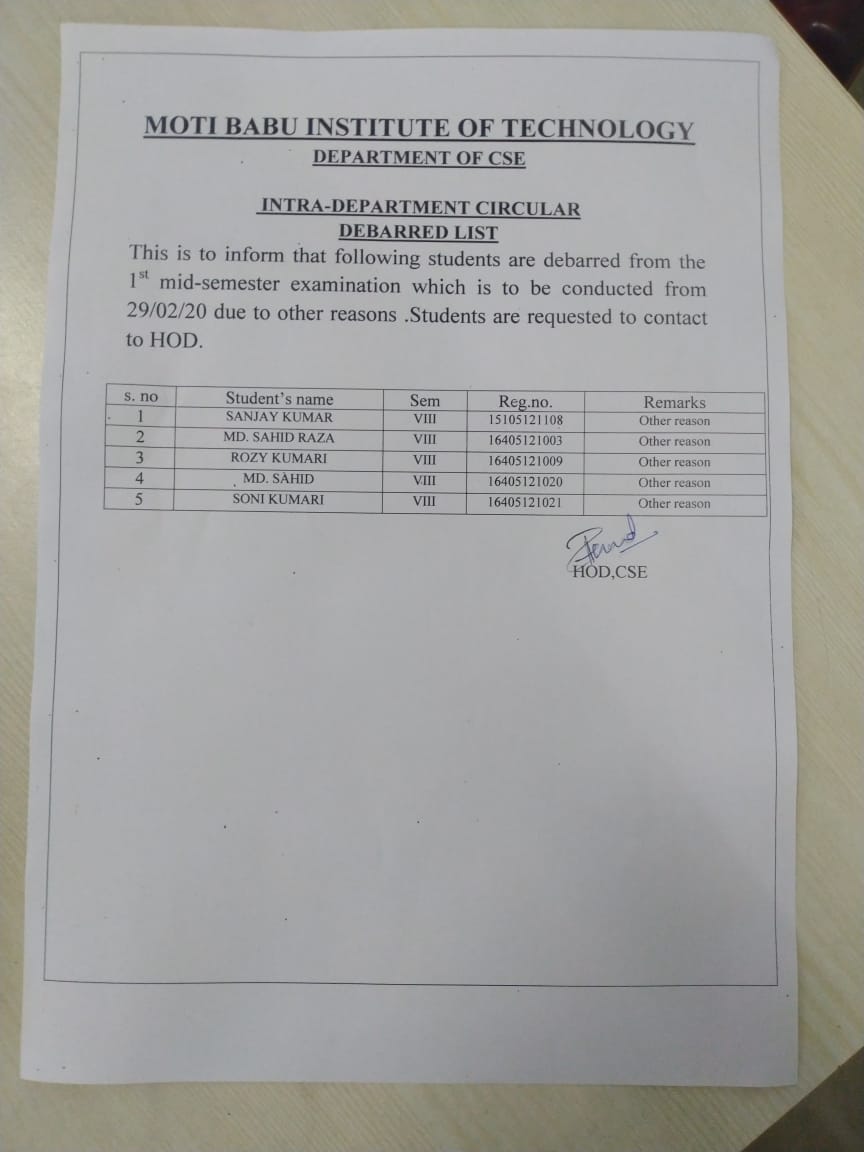 MOTI BABU INSTITUTE OF TECHNOLOGY
DEPARTMENT OF CSE
INTRA-DEPARTMENT CIRCULAR
DEBARRED LIST
This is to inform that following students are debarred from the
1st mid-semester examination which is to be conducted from
29/02/20 due to other reasons .Students are requested to contact
to HOD.
s. no Student's name Sem Reg.no. Remarks
1 SANJAY KUMAR VIII 15105121108 Other reason
2 MD. SAHID RAZA VIII 16405121003 Other reason
3 ROZY KUMARI VIII 16405121009 Other reason
4 MD. SAHID VIII 16405121020 Other reason
5 SONI KUMARI VIII 16405121021 Other reason
HOD,CSE